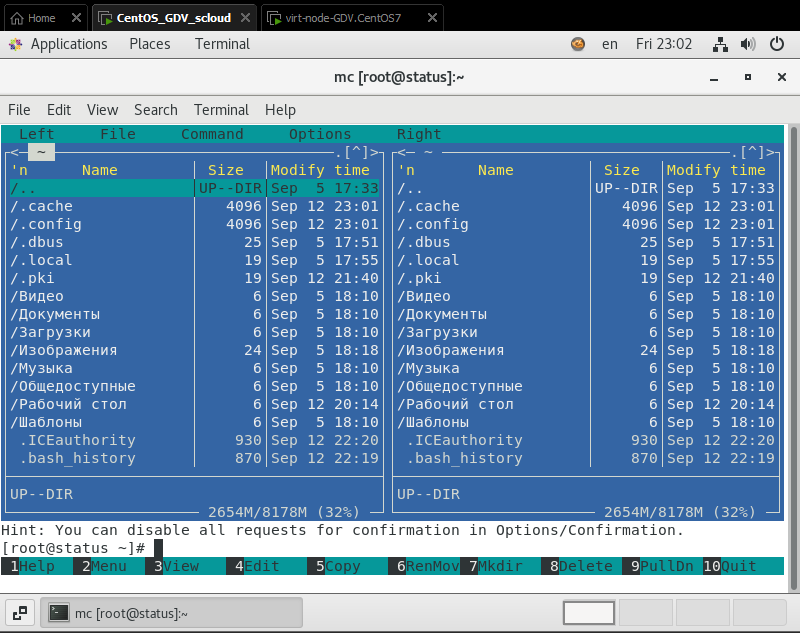 Home CentOS_GDV_scloud virt-node-GDV.CentOS7
Applications Places Terminal en Fri 23:02
mc [root@status]:~
File Edit View Search Terminal Help
Left File Command Options Right
<─ ~ .[^]> <─ ~ .[^]>
'n Name Size Modify time 'n Name Size Modify time
/.. UP--DIR Sep 5 17:33 /.. UP--DIR Sep 5 17:33
/.cache 4096 Sep 12 23:01 /.cache 4096 Sep 12 23:01
/.config 4096 Sep 12 23:01 /.config 4096 Sep 12 23:01
/.dbus 25 Sep 5 17:51 /.dbus 25 Sep 5 17:51
/.local 19 Sep 5 17:55 /.local 19 Sep 5 17:55
/.pki 19 Sep 12 21:40 /.pki 19 Sep 12 21:40
/Видео 6 Sep 5 18:10 /Видео 6 Sep 5 18:10
/Документы 6 Sep 5 18:10 /Документы 6 Sep 5 18:10
/Загрузки 6 Sep 5 18:10 /Загрузки 6 Sep 5 18:10
/Изображения 24 Sep 5 18:18 /Изображения 24 Sep 5 18:18
/Музыка 6 Sep 5 18:10 /Музыка 6 Sep 5 18:10
/Общедоступные 6 Sep 5 18:10 /Общедоступные 6 Sep 5 18:10
/Рабочий стол 6 Sep 12 20:14 /Рабочий стол 6 Sep 12 20:14
/Шаблоны 6 Sep 5 18:10 /Шаблоны 6 Sep 5 18:10
.ICEauthority 930 Sep 12 22:20 .ICEauthority 930 Sep 12 22:20
.bash_history 870 Sep 12 22:19 .bash_history 870 Sep 12 22:19
UP--DIR UP--DIR
2654M/8178M (32%) 2654M/8178M (32%)
Hint: You can disable all requests for confirmation in Options/Confirmation.
[root@status ~]#
1Help 2Menu 3View 4Edit 5Copy 6RenMov 7Mkdir 8Delete 9PullDn 10Quit
mc [root@status]:~